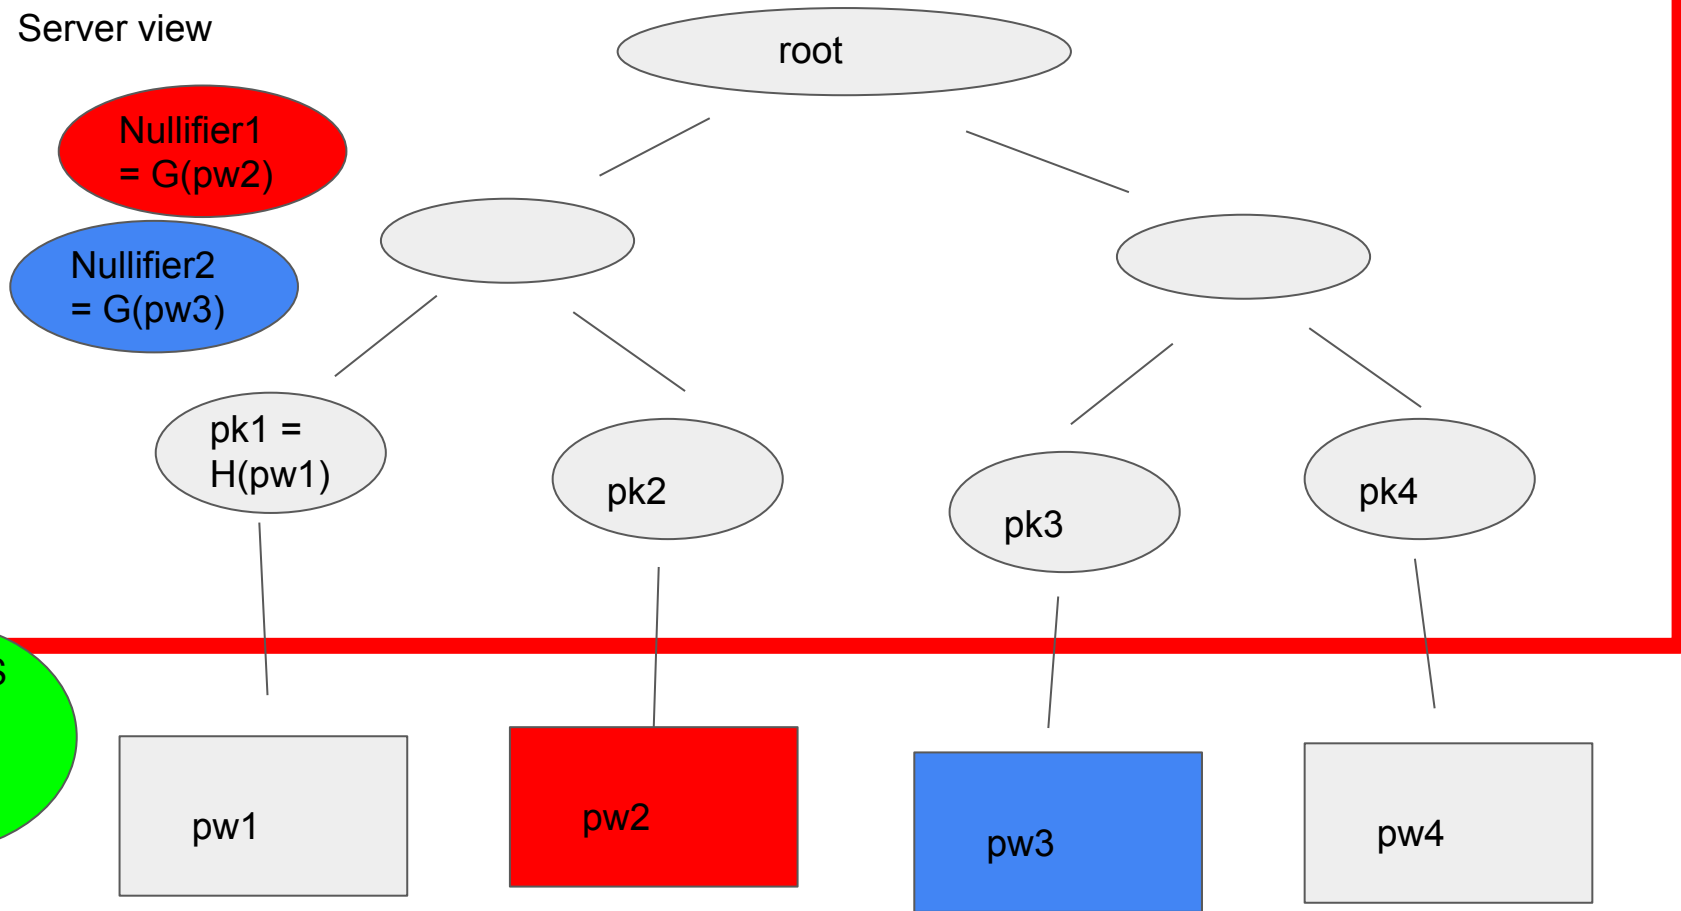 Server view
root
Nullifier1
= G(pw2)
Nullifier2
= G(pw3)
pk1 =
H(pw1)
pk2
pk3
pk4
pw1
pw2
pw3
pw4